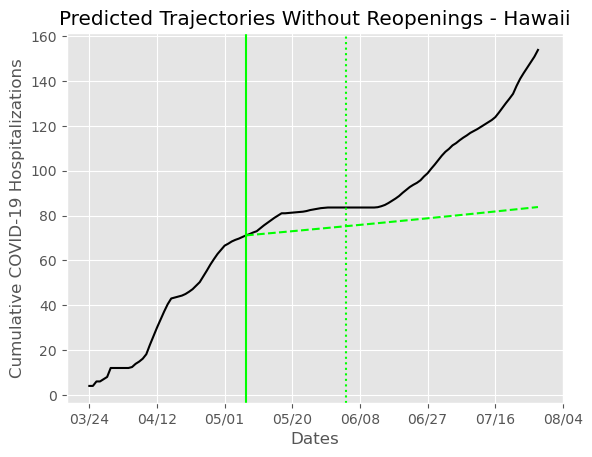 Predicted Trajectories Without Reopenings - Hawaii
Cumulative COVID-19 Hospitalizations
160
140
120
100
80
60
40
20
0
03/24 04/12 05/01 05/20 06/08 06/27 07/16 08/04
Dates